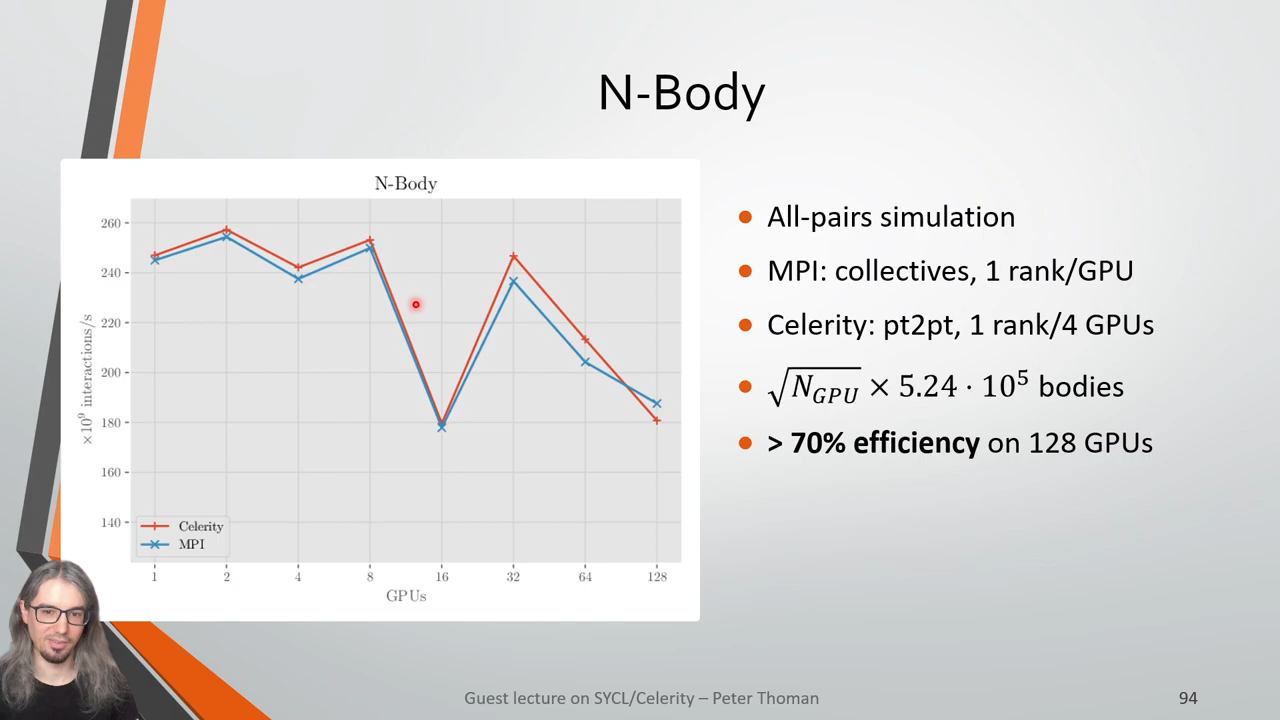 N-Body
N-Body
260
240
220
200
180
160
140
×10⁹ interactions/s
Celerity
MPI
1 2 4 8 16 32 64 128
GPUs
All-pairs simulation
MPI: collectives, 1 rank/GPU
Celerity: pt2pt, 1 rank/4 GPUs
√N_GPU × 5.24 · 10⁵ bodies
> 70% efficiency on 128 GPUs
Guest lecture on SYCL/Celerity – Peter Thoman
94